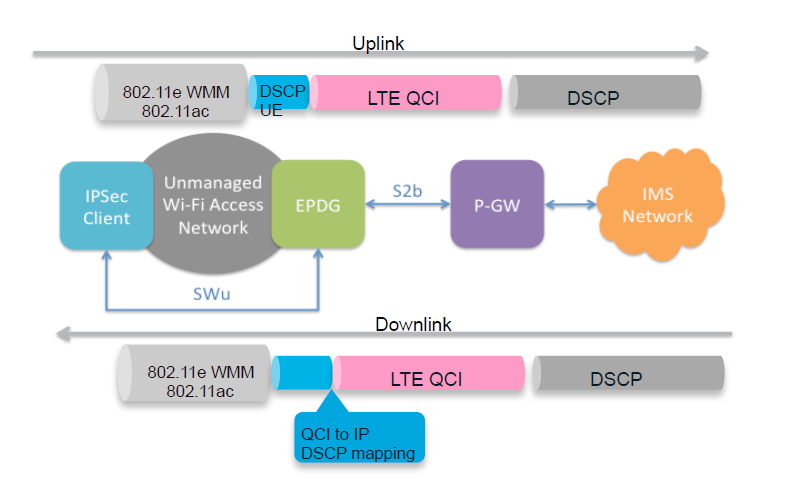 Uplink
802.11e WMM
802.11ac
DSCP
UE
LTE QCI
DSCP
IPSec
Client
Unmanaged
Wi-Fi Access
Network
EPDG
S2b
P-GW
IMS
Network
SWu
Downlink
802.11e WMM
802.11ac
LTE QCI
DSCP
QCI to IP
DSCP mapping